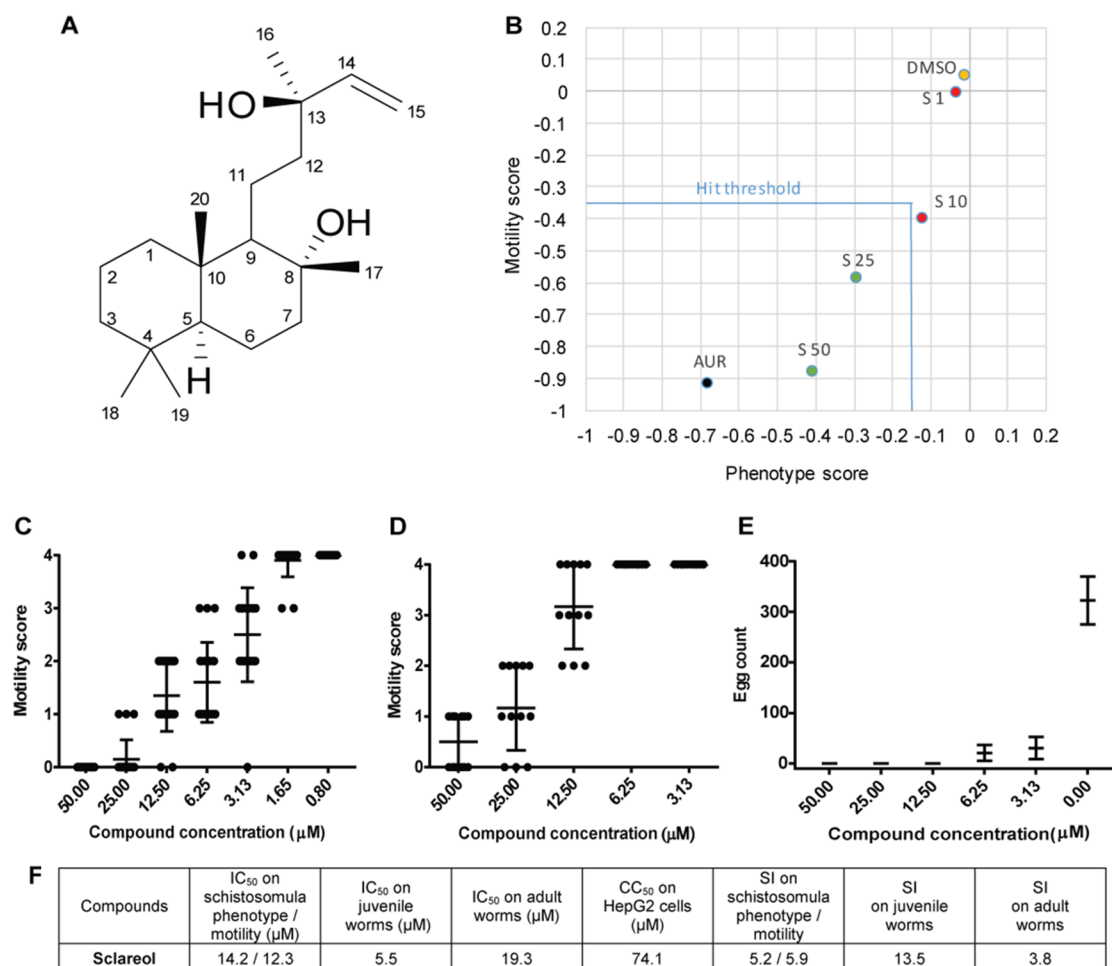 A
16
14
HO
13
15
12
11
20
OH
1
9
2
10
8
17
3
5
7
4
6
H
18
19
B
0.2
0.1
0
-0.1
-0.2
-0.3
-0.4
-0.5
-0.6
-0.7
-0.8
-0.9
-1
Motility score
DMSO
S 1
Hit threshold
S 10
S 25
S 50
AUR
-1 -0.9 -0.8 -0.7 -0.6 -0.5 -0.4 -0.3 -0.2 -0.1 0 0.1 0.2
Phenotype score
C
4
3
2
1
0
Motility score
50.00 25.00 12.50 6.25 3.13 1.65 0.80
Compound concentration (µM)
D
4
3
2
1
0
Motility score
50.00 25.00 12.50 6.25 3.13
Compound concentration (µM)
E
400
300
200
100
0
Egg count
50.00 25.00 12.50 6.25 3.13 0.00
Compound concentration(µM)
F
Compounds
IC50 on
schistosomula
phenotype /
motility (µM)
IC50 on
juvenile
worms (µM)
IC50 on adult
worms (µM)
CC50 on
HepG2 cells
(µM)
SI on
schistosomula
phenotype /
motility
SI
on juvenile
worms
SI
on adult
worms
Sclareol 14.2 / 12.3 5.5 19.3 74.1 5.2 / 5.9 13.5 3.8